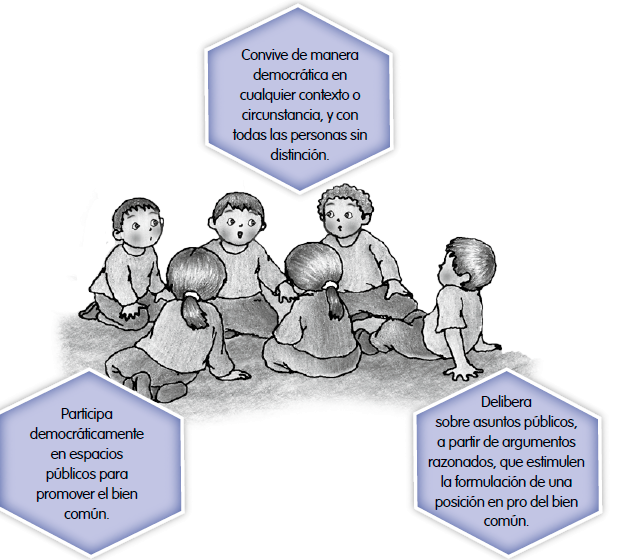 Convive de manera
democrática en
cualquier contexto o
circunstancia, y con
todas las personas sin
distinción.
Participa
democráticamente
en espacios
públicos para
promover el bien
común.
Delibera
sobre asuntos públicos,
a partir de argumentos
razonados, que estimulen
la formulación de una
posición en pro del bien
común.